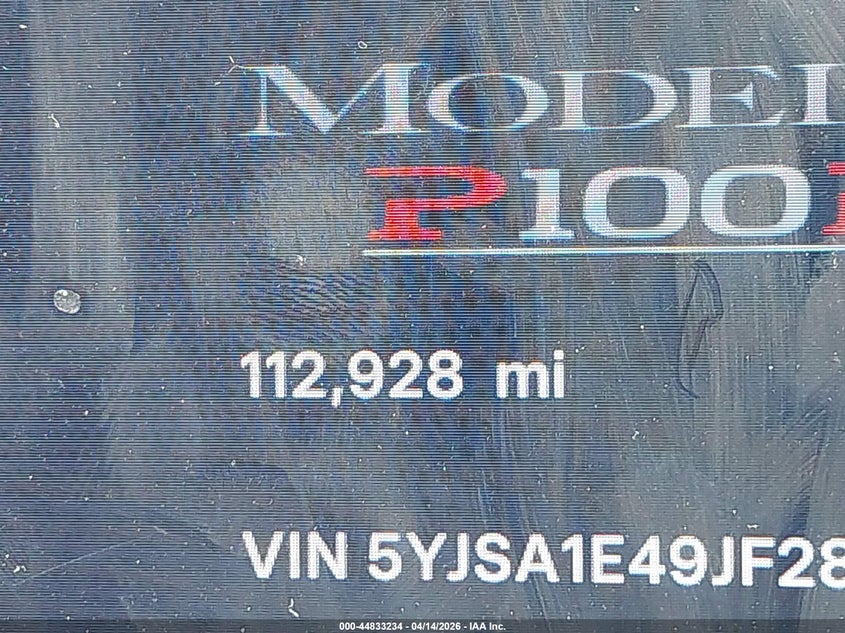 MODEL
P100
112,928 mi
VIN 5YJSA1E49JF28
000-44833234 - 04/14/2026 - IAA Inc.